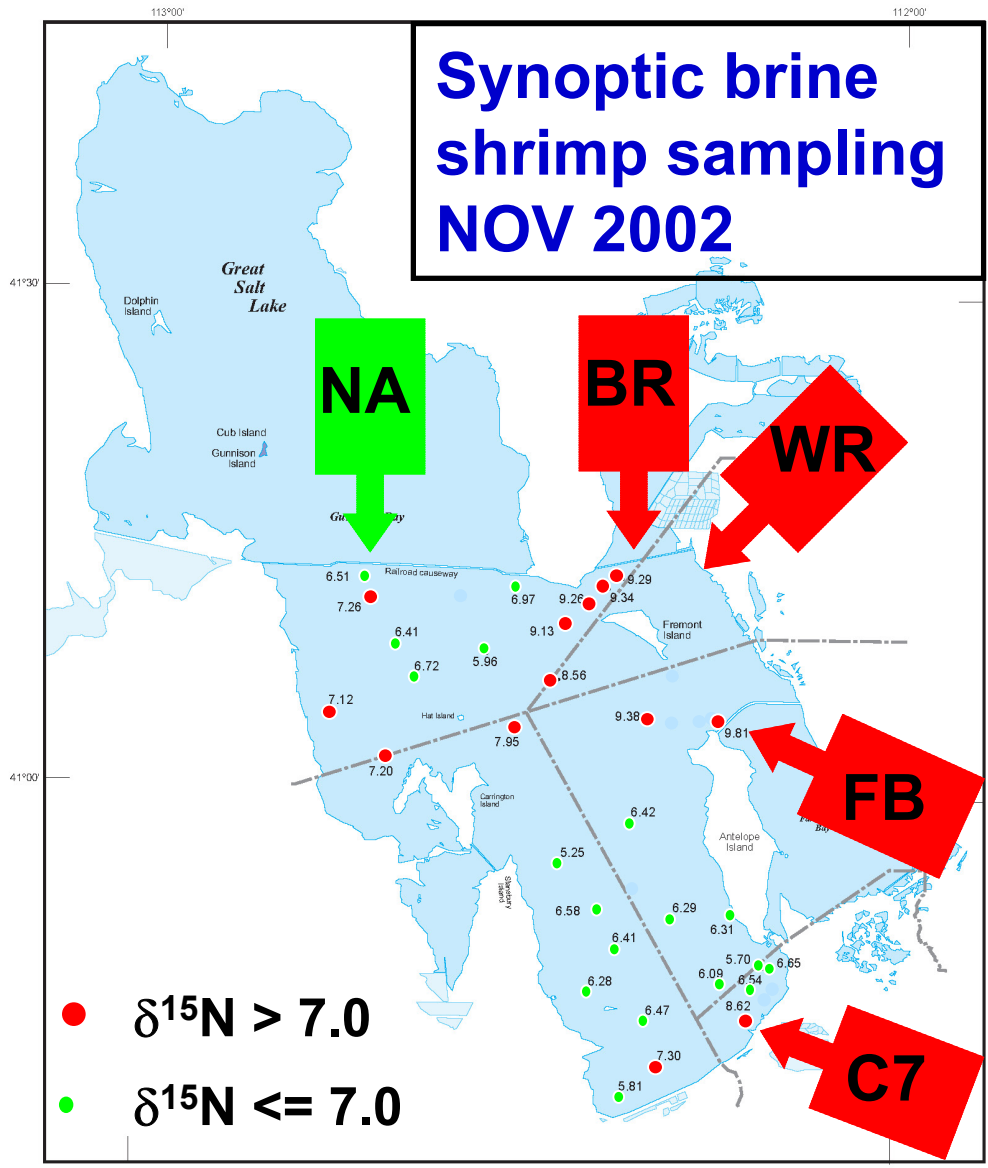 113°00'
112°00'
Synoptic brine
shrimp sampling
NOV 2002
41°30'
Great
Salt
Lake
Dolphin
Island
NA
BR
WR
Cub Island
Gunnison
Island
Railroad causeway
6.51
7.26
6.97
9.29
9.34
9.26
9.13
6.41
5.96
6.72
8.56
Fremont
Island
7.12
Hat Island
7.95
9.38
9.81
7.20
41°00'
FB
Carrington
Island
6.42
Antelope
Island
Bay
5.25
Stansbury
Island
6.58
6.29
6.31
6.41
5.70
6.65
6.09
6.54
6.28
8.62
6.47
7.30
5.81
C7
δ15N > 7.0
δ15N <= 7.0